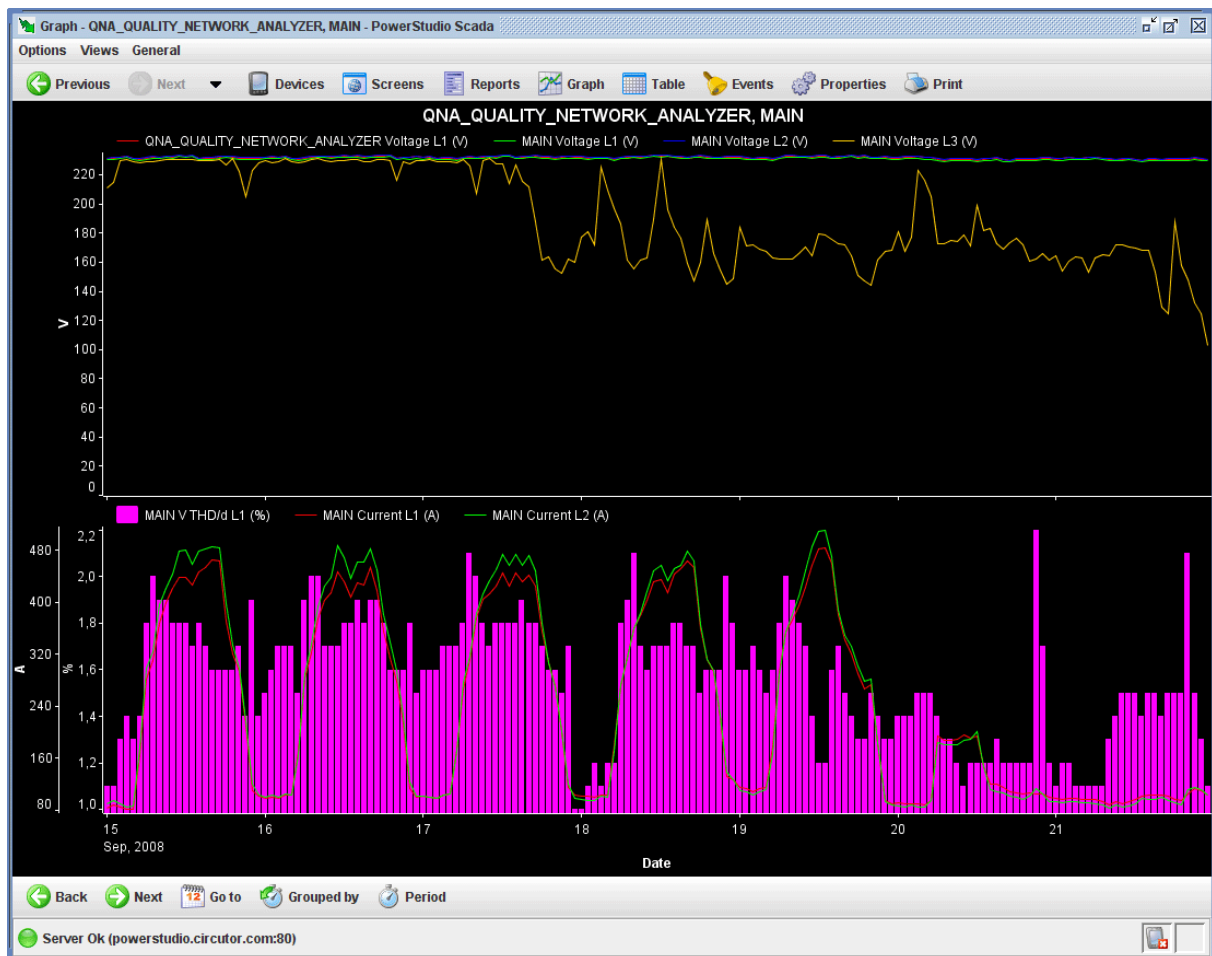 Graph - QNA_QUALITY_NETWORK_ANALYZER, MAIN - PowerStudio Scada
Options Views General
Previous Next Devices Screens Reports Graph Table Events Properties Print
QNA_QUALITY_NETWORK_ANALYZER, MAIN
QNA_QUALITY_NETWORK_ANALYZER Voltage L1 (V) MAIN Voltage L1 (V) MAIN Voltage L2 (V) MAIN Voltage L3 (V)
220
200
180
160
140
V 120
100
80
60
40
20
0
MAIN V THD/d L1 (%) MAIN Current L1 (A) MAIN Current L2 (A)
480 2,2
2,0
400
1,8
320
A % 1,6
240
1,4
160 1,2
80 1,0
15 16 17 18 19 20 21
Sep, 2008
Date
Back Next 12 Go to Grouped by Period
Server Ok (powerstudio.circutor.com:80)